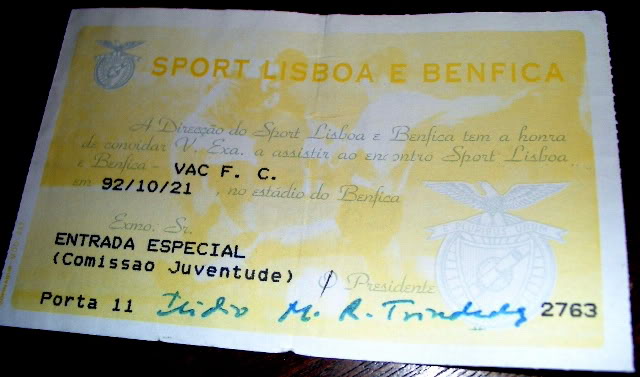 SPORT LISBOA E BENFICA
A Direcção do Sport Lisboa e Benfica tem a honra
de convidar V. Exa. a assistir ao encontro Sport Lisboa
e Benfica - VAC F. C.
em 92/10/21 , no estádio do Benfica
Exmo. Sr.
ENTRADA ESPECIAL
(Comissao Juventude)
O Presidente
Porta 11 Ilidio M. R. Trindade 2763